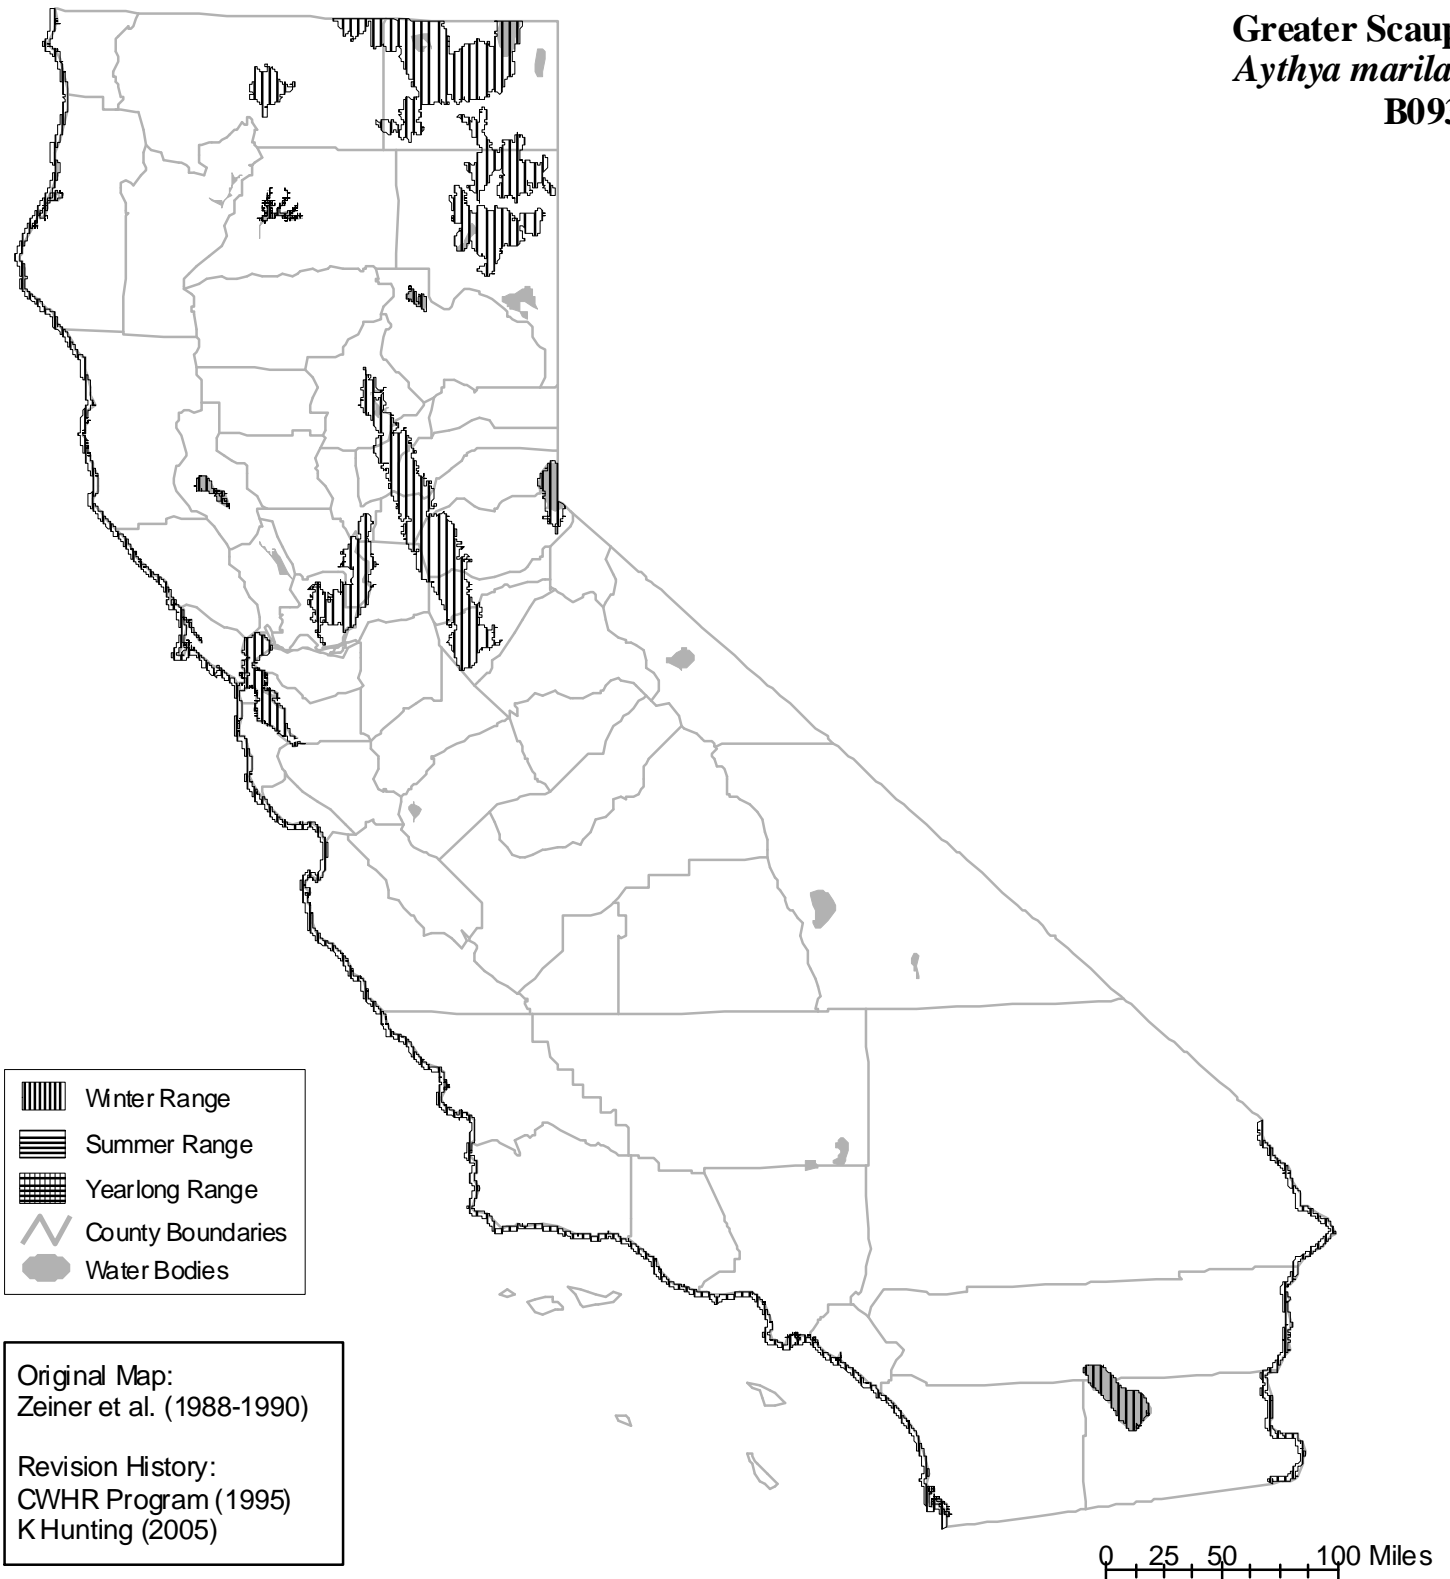 Greater Scaup
Aythya marila
B093
Winter Range
Summer Range
Yearlong Range
County Boundaries
Water Bodies
Original Map:
Zeiner et al. (1988-1990)
Revision History:
CWHR Program (1995)
K Hunting (2005)
0 25 50 100 Miles